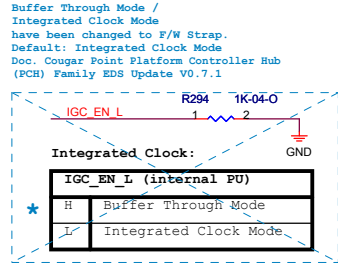 Buffer Through Mode /
Integrated Clock Mode
have been changed to F/W Strap.
Default: Integrated Clock Mode
Doc. Cougar Point Platform Controller Hub
(PCH) Family EDS Update V0.7.1
R294 1K-04-O
IGC_EN_L 1 2
GND
Integrated Clock:
IGC_EN_L (internal PU)
H Buffer Through Mode
* L Integrated Clock Mode